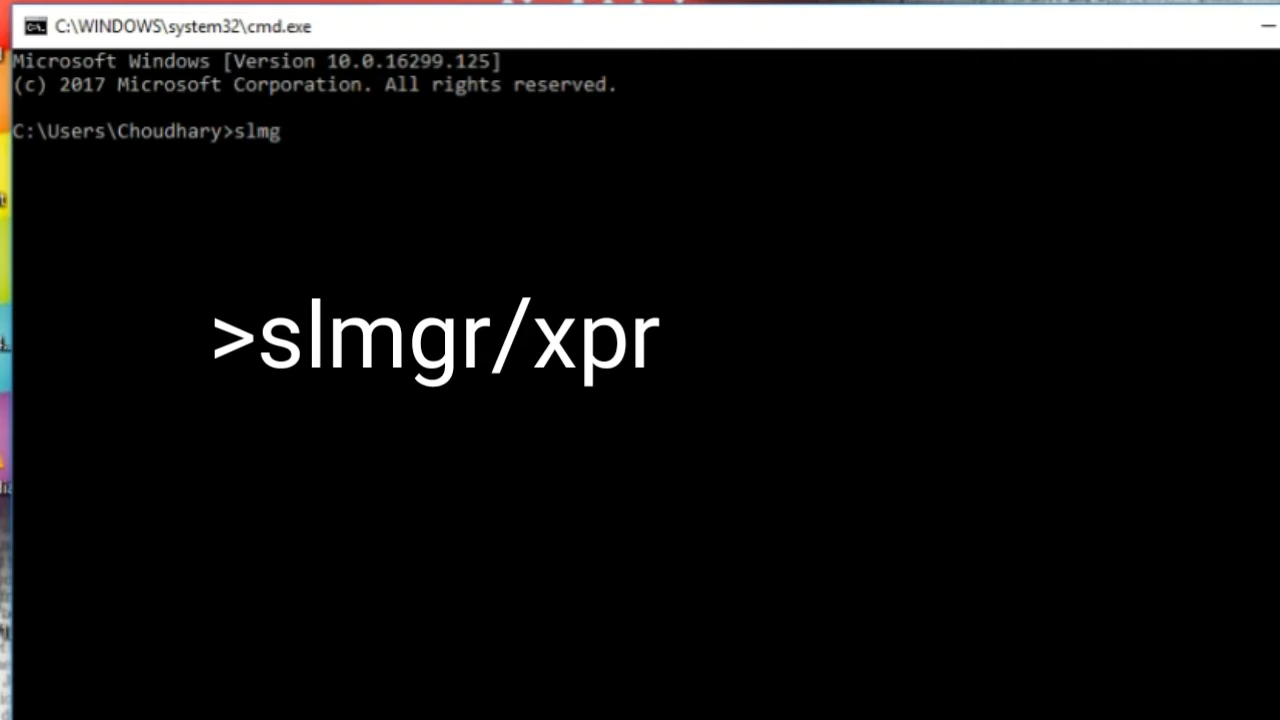 C:\WINDOWS\system32\cmd.exe
Microsoft Windows [Version 10.0.16299.125]
(c) 2017 Microsoft Corporation. All rights reserved.
C:\Users\Choudhary>slmg
>slmgr/xpr